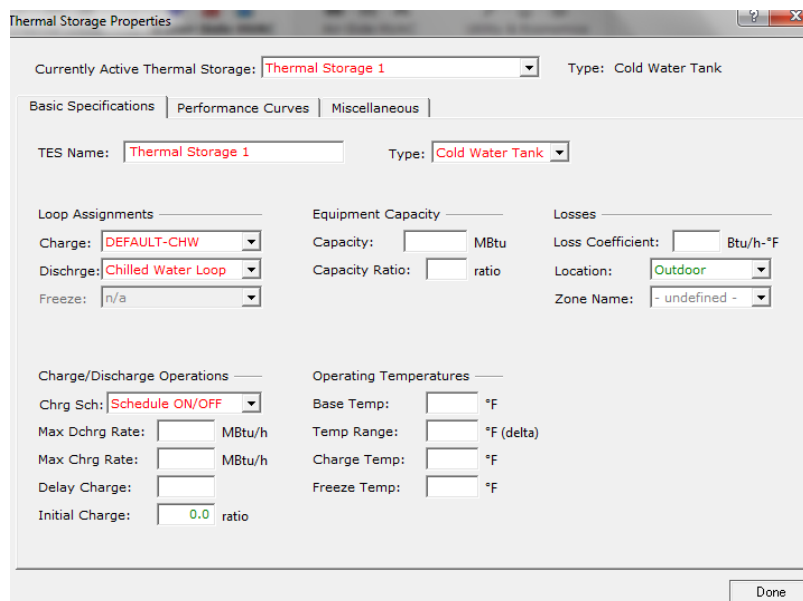 Thermal Storage Properties
Currently Active Thermal Storage: Thermal Storage 1 Type: Cold Water Tank
Basic Specifications Performance Curves Miscellaneous
TES Name: Thermal Storage 1 Type: Cold Water Tank
Loop Assignments Equipment Capacity Losses
Charge: DEFAULT-CHW Capacity: MBtu Loss Coefficient: Btu/h-°F
Dischrge: Chilled Water Loop Capacity Ratio: ratio Location: Outdoor
Freeze: n/a Zone Name: - undefined -
Charge/Discharge Operations Operating Temperatures
Chrg Sch: Schedule ON/OFF Base Temp: °F
Max Dchrg Rate: MBtu/h Temp Range: °F (delta)
Max Chrg Rate: MBtu/h Charge Temp: °F
Delay Charge: Freeze Temp: °F
Initial Charge: 0.0 ratio
Done